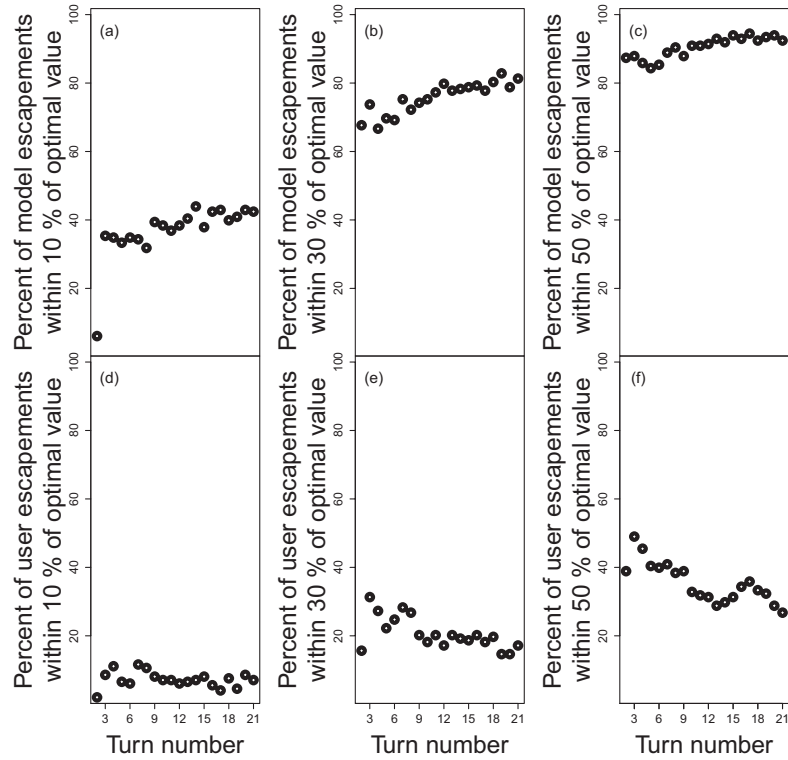 Percent of model escapements
within 10 % of optimal value
20 40 60 80 100
(a)
Percent of model escapements
within 30 % of optimal value
20 40 60 80 100
(b)
Percent of model escapements
within 50 % of optimal value
20 40 60 80 100
(c)
Percent of user escapements
within 10 % of optimal value
20 40 60 80 100
(d)
3 6 9 12 15 18 21
Turn number
Percent of user escapements
within 30 % of optimal value
20 40 60 80 100
(e)
3 6 9 12 15 18 21
Turn number
Percent of user escapements
within 50 % of optimal value
20 40 60 80 100
(f)
3 6 9 12 15 18 21
Turn number